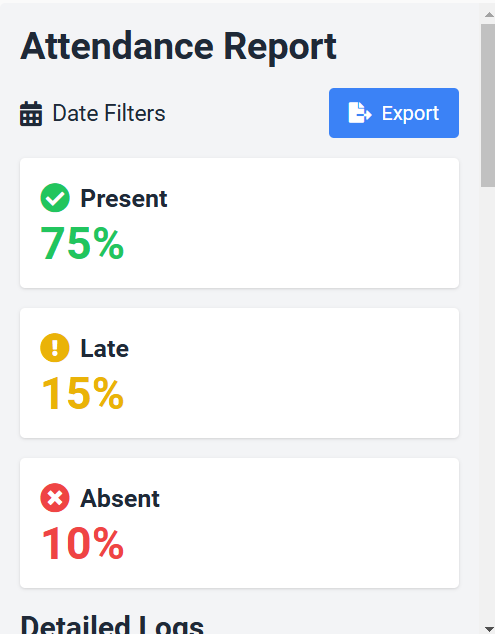 Attendance Report
Date Filters
Export
Present
75%
Late
15%
Absent
10%
Detailed Logs